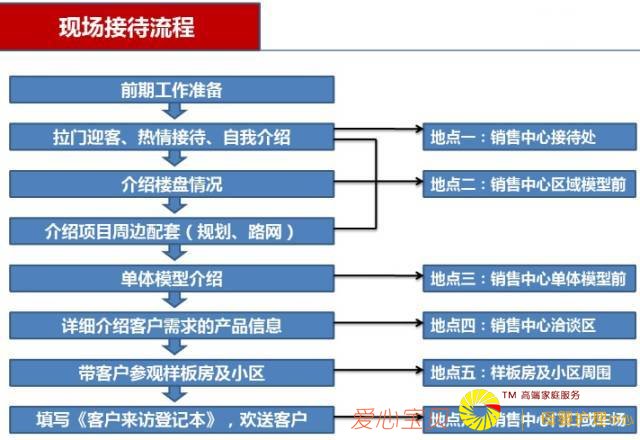 现场接待流程
前期工作准备
拉门迎客、热情接待、自我介绍
地点一：销售中心接待处
介绍楼盘情况
地点二：销售中心区域模型前
介绍项目周边配套（规划、路网）
单体模型介绍
地点三：销售中心单体模型前
详细介绍客户需求的产品信息
地点四：销售中心洽谈区
带客户参观样板房及小区
地点五：样板房及小区周围
TM 高端家庭服务
填写《客户来访登记本》，欢送客户
地点
销售中心
爱心宝贝